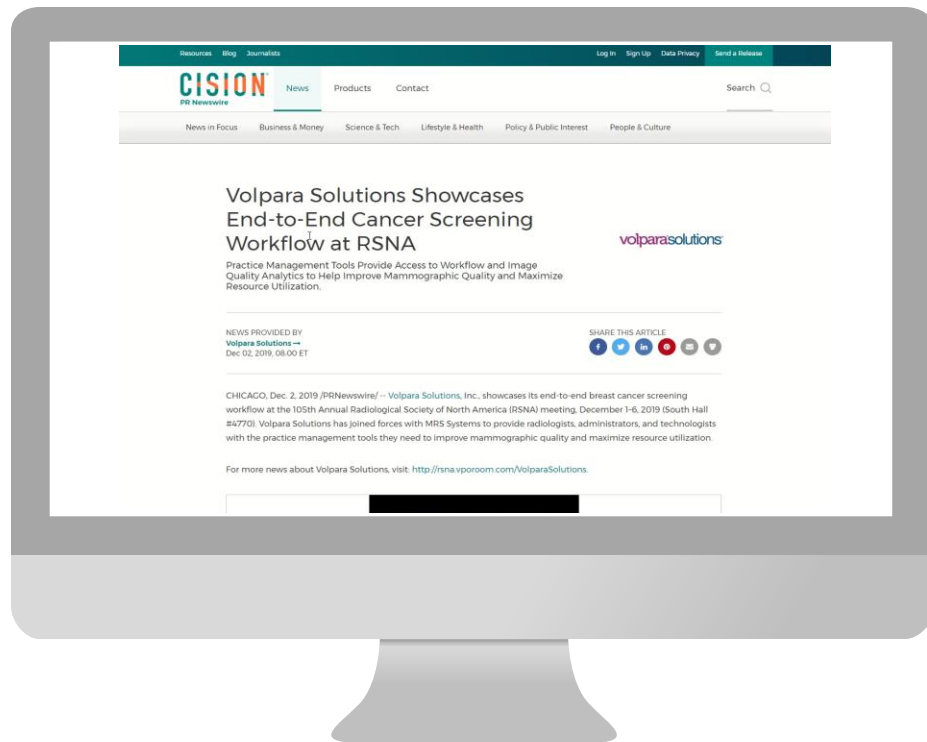 Resources Blog Journalists Log In Sign Up Data Privacy Send a Release
CISION
PR Newswire
News Products Contact Search
News in Focus Business & Money Science & Tech Lifestyle & Health Policy & Public Interest People & Culture
Volpara Solutions Showcases
End-to-End Cancer Screening
Workflow at RSNA
volparasolutions
Practice Management Tools Provide Access to Workflow and Image
Quality Analytics to Help Improve Mammographic Quality and Maximize
Resource Utilization.
NEWS PROVIDED BY
Volpara Solutions →
Dec 02, 2019, 08:00 ET
SHARE THIS ARTICLE
CHICAGO, Dec. 2, 2019 /PRNewswire/ -- Volpara Solutions, Inc., showcases its end-to-end breast cancer screening
workflow at the 105th Annual Radiological Society of North America (RSNA) meeting, December 1-6, 2019 (South Hall
#4770). Volpara Solutions has joined forces with MRS Systems to provide radiologists, administrators, and technologists
with the practice management tools they need to improve mammographic quality and maximize resource utilization.
For more news about Volpara Solutions, visit: http://rsna.vporoom.com/VolparaSolutions.